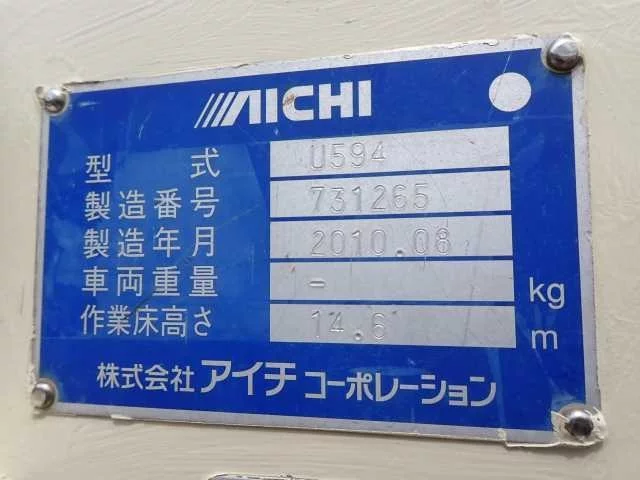 AICHI
型式 U594
製造番号 731265
製造年月 2010.08
車両重量 - kg
作業床高さ 14.6 m
株式会社 アイチ コーポレーション